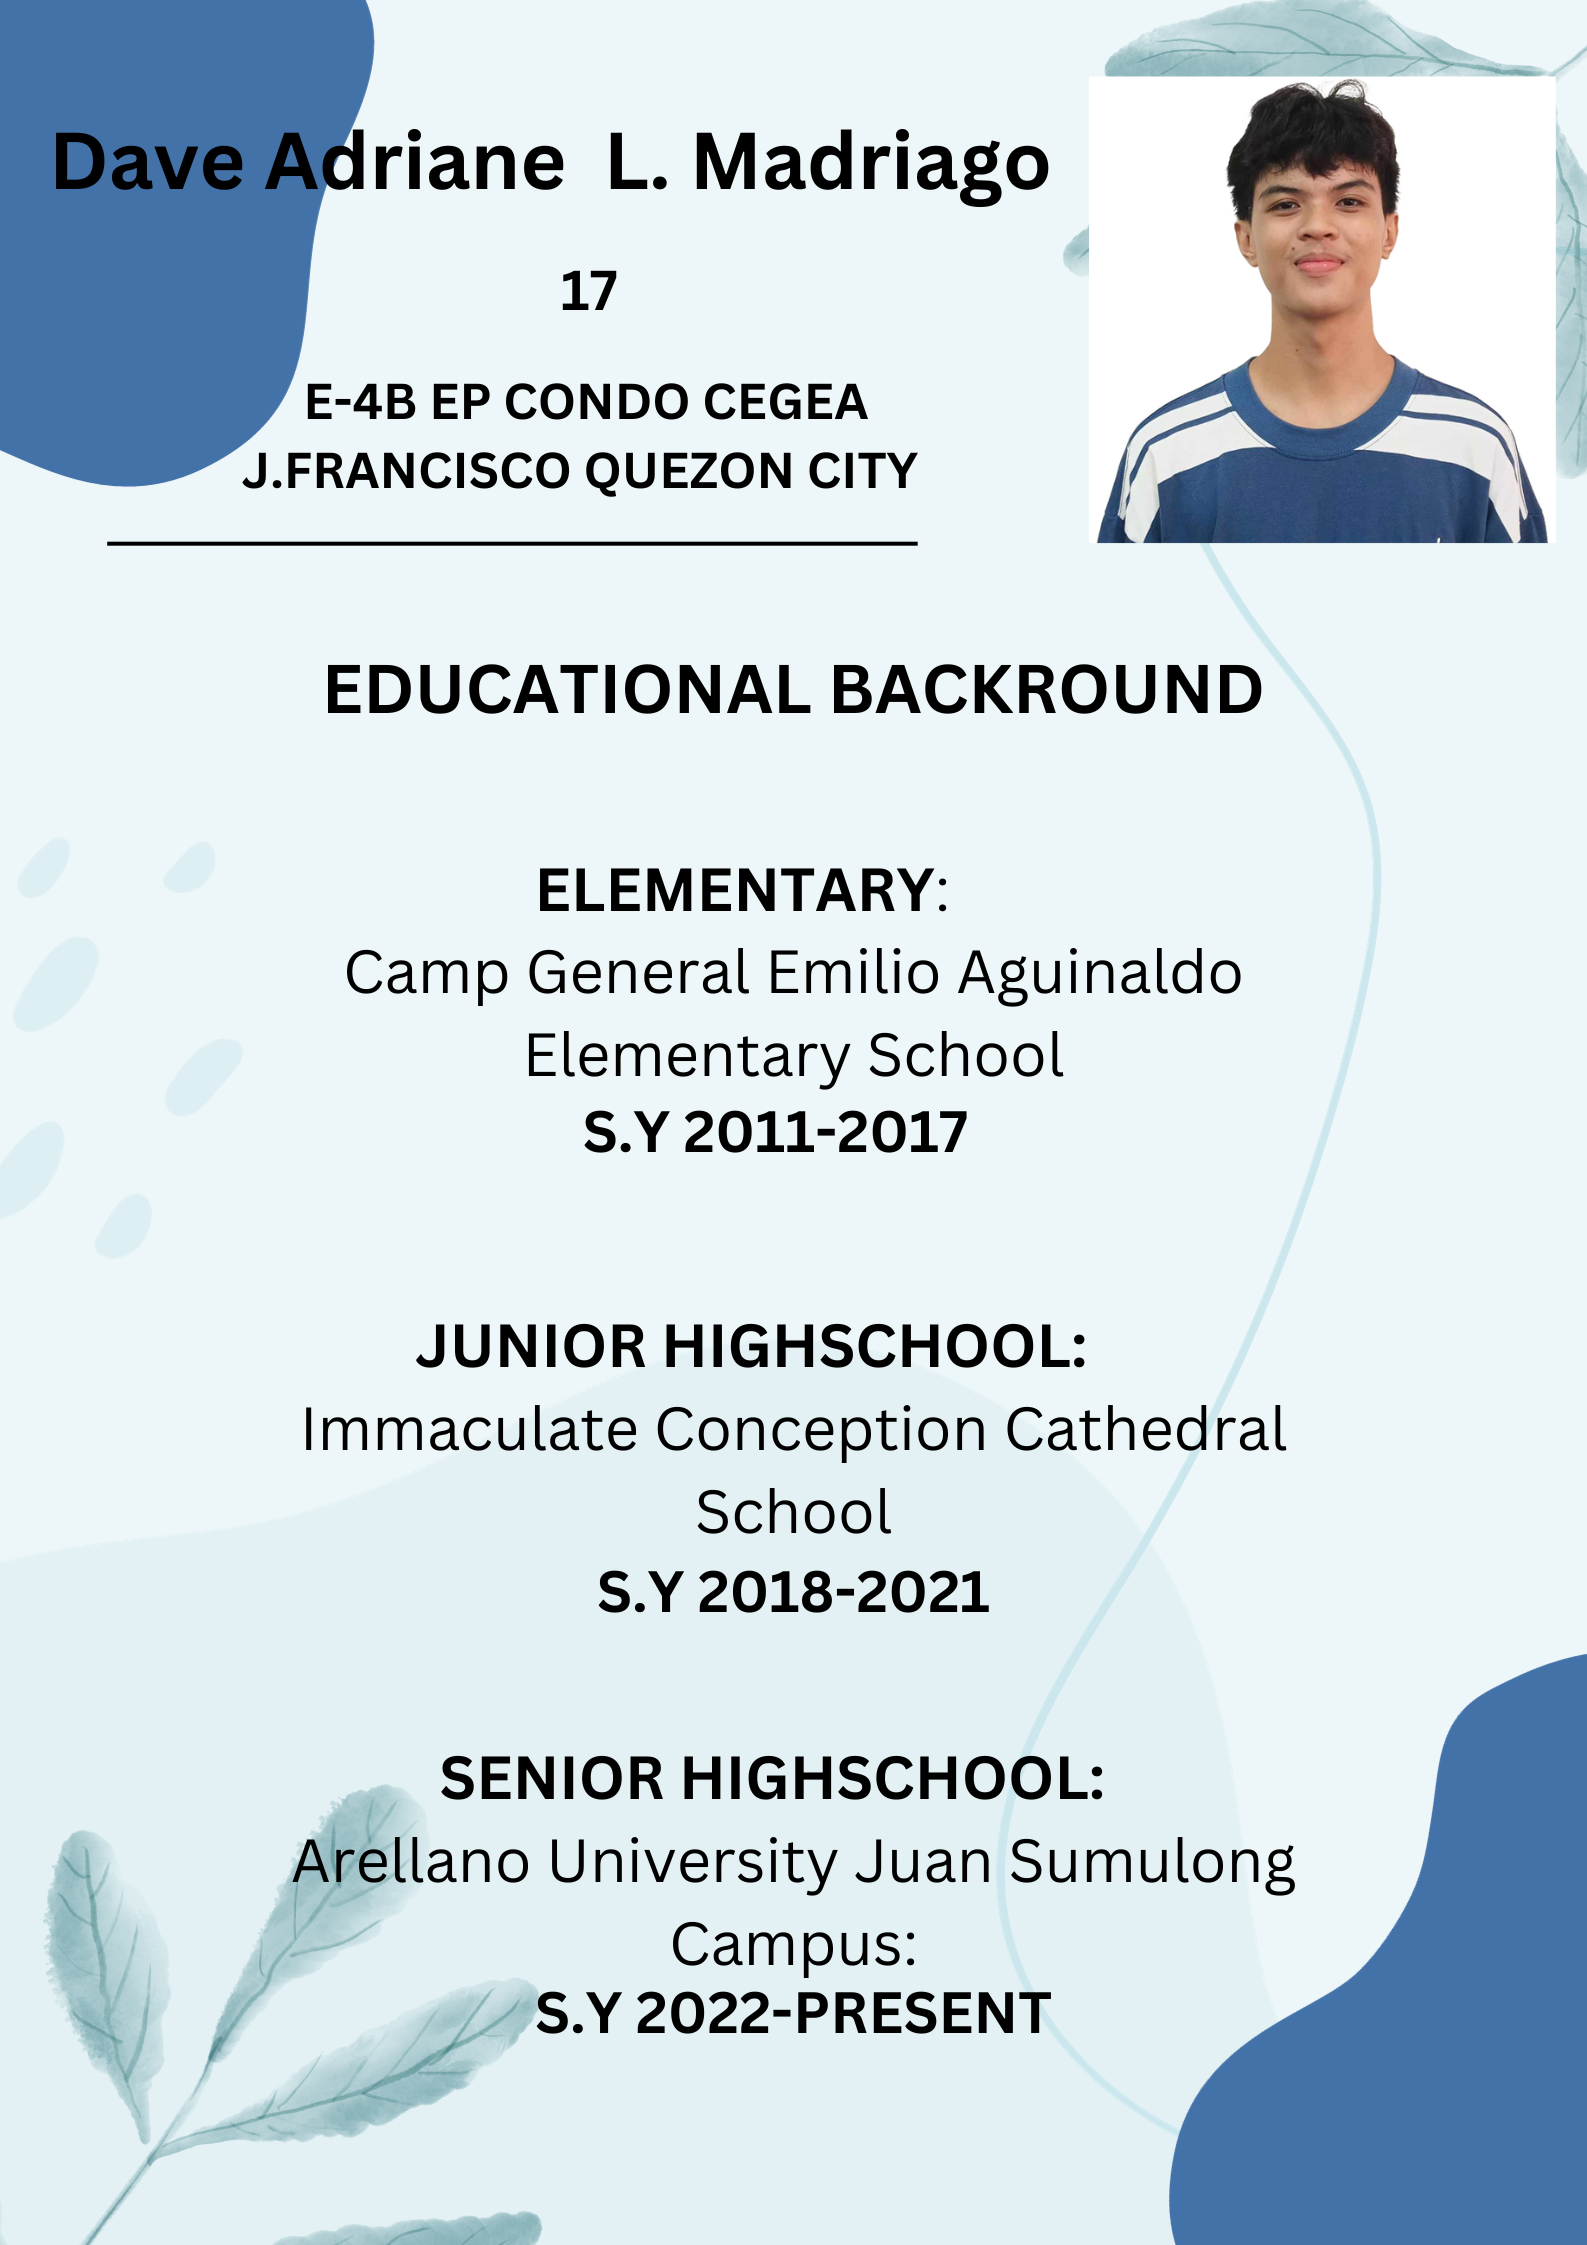 Dave Adriane  L. Madriago
17
E-4B EP CONDO CEGEA
J.FRANCISCO QUEZON CITY
EDUCATIONAL BACKROUND
ELEMENTARY:
Camp General Emilio Aguinaldo
Elementary School
S.Y 2011-2017
JUNIOR HIGHSCHOOL:
Immaculate Conception Cathedral
School
S.Y 2018-2021
SENIOR HIGHSCHOOL:
Arellano University Juan Sumulong
Campus:
S.Y 2022-PRESENT